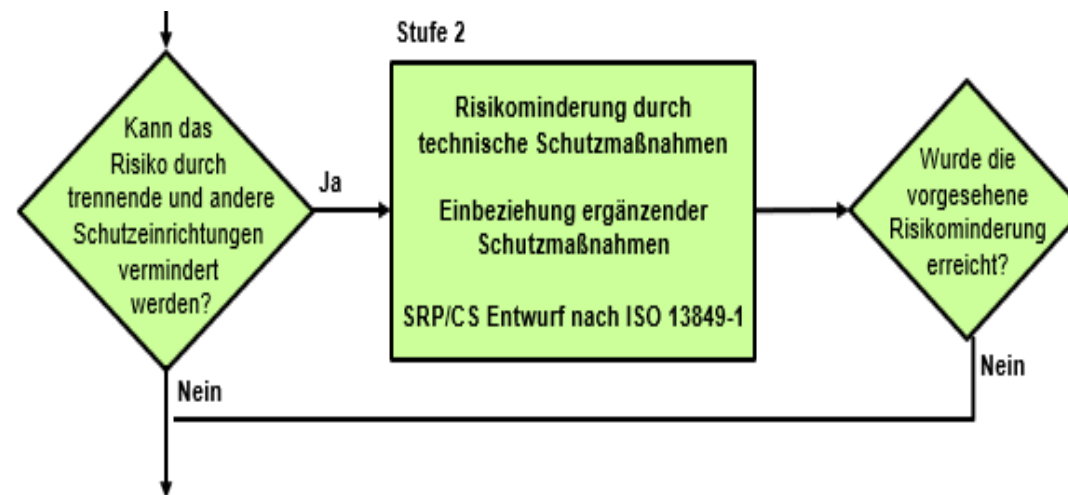 Stufe 2
Kann das
Risiko durch
trennende und andere
Schutzeinrichtungen
vermindert
werden?
Ja
Risikominderung durch
technische Schutzmaßnahmen
Einbeziehung ergänzender
Schutzmaßnahmen
SRP/CS Entwurf nach ISO 13849-1
Wurde die
vorgesehene
Risikominderung
erreicht?
Nein
Nein